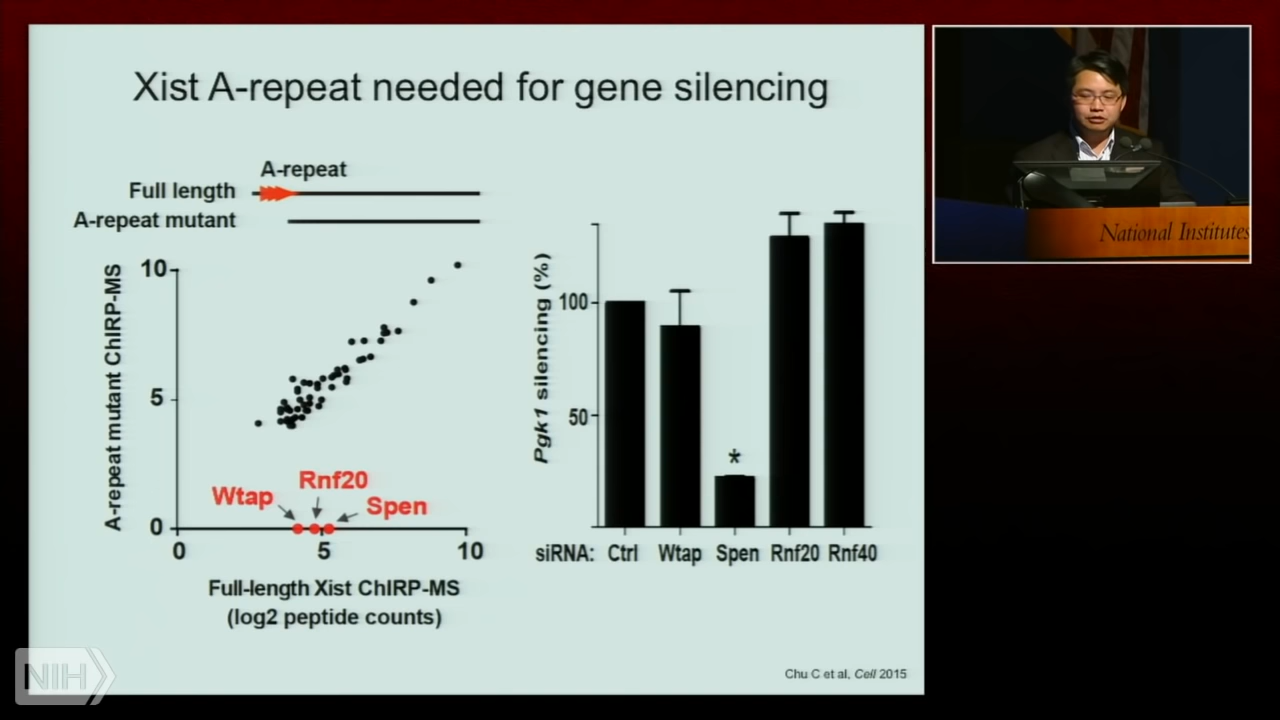 Xist A-repeat needed for gene silencing
A-repeat
Full length
A-repeat mutant
10
5
0
A-repeat mutant ChIRP-MS
Wtap
Rnf20
Spen
0 5 10
Full-length Xist ChIRP-MS
(log2 peptide counts)
Pgk1 silencing (%)
100
50
*
siRNA: Ctrl Wtap Spen Rnf20 Rnf40
Chu C et al, Cell 2015
National Institutes
NIH